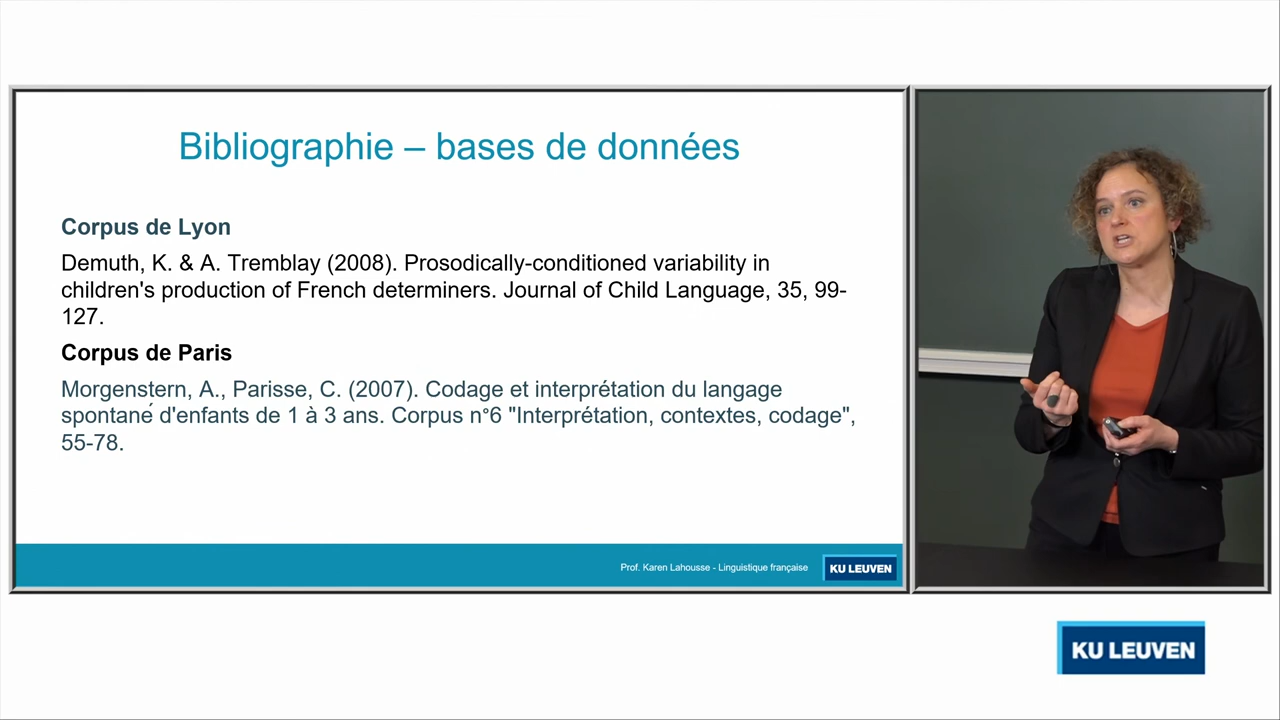 Bibliographie – bases de données
Corpus de Lyon
Demuth, K. & A. Tremblay (2008). Prosodically-conditioned variability in
children's production of French determiners. Journal of Child Language, 35, 99-
127.
Corpus de Paris
Morgenstern, A., Parisse, C. (2007). Codage et interprétation du langage
spontané d'enfants de 1 à 3 ans. Corpus n°6 "Interprétation, contextes, codage",
55-78.
Prof. Karen Lahousse - Linguistique française
KU LEUVEN
KU LEUVEN